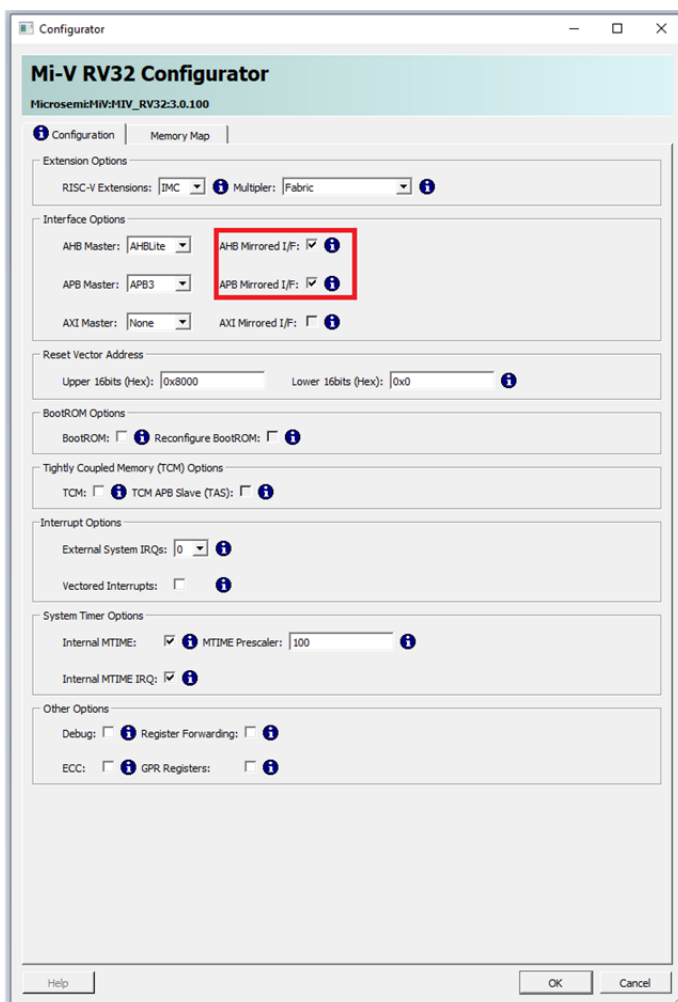 Configurator
Mi-V RV32 Configurator
Microsemi:MiV:MIV_RV32:3.0.100
Configuration Memory Map
Extension Options
RISC-V Extensions: IMC Multipler: Fabric
Interface Options
AHB Master: AHBLite AHB Mirrored I/F:
APB Master: APB3 APB Mirrored I/F:
AXI Master: None AXI Mirrored I/F:
Reset Vector Address
Upper 16bits (Hex): 0x8000 Lower 16bits (Hex): 0x0
BootROM Options
BootROM: Reconfigure BootROM:
Tightly Coupled Memory (TCM) Options
TCM: TCM APB Slave (TAS):
Interrupt Options
External System IRQs: 0
Vectored Interrupts:
System Timer Options
Internal MTIME: MTIME Prescaler: 100
Internal MTIME IRQ:
Other Options
Debug: Register Forwarding:
ECC: GPR Registers:
Help OK Cancel